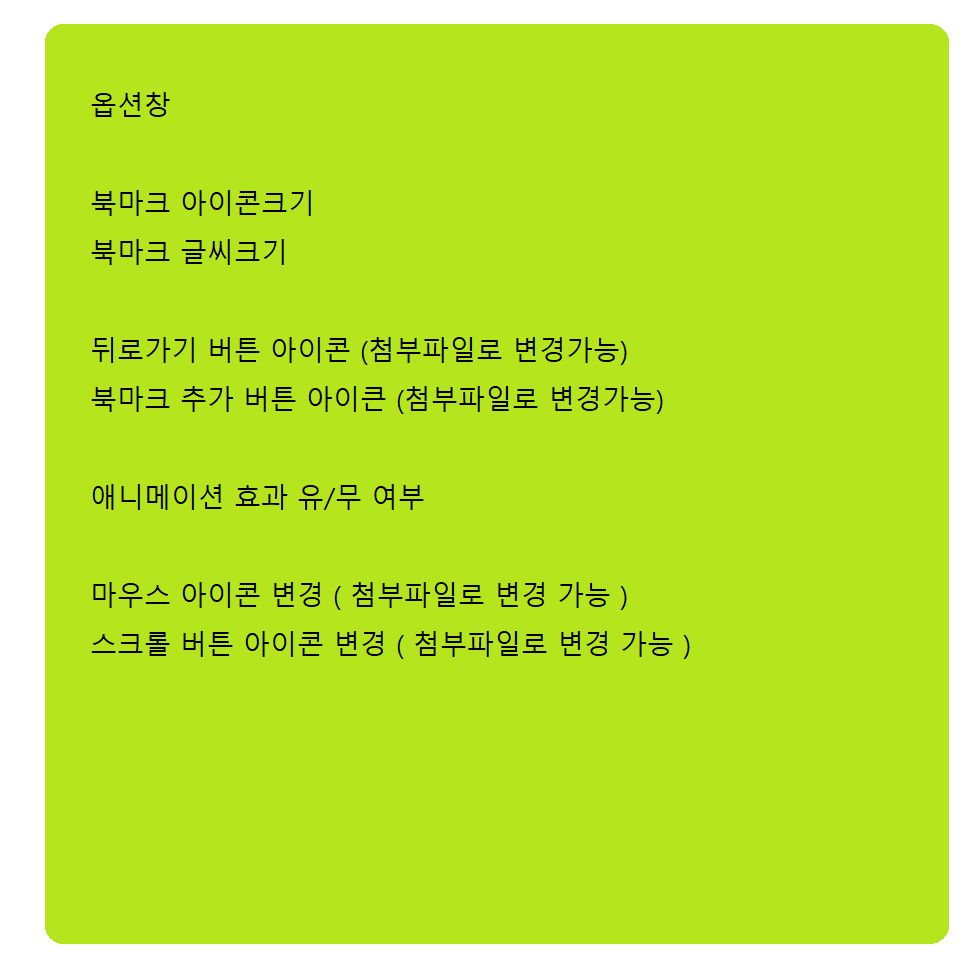 옵션창
북마크 아이콘크기
북마크 글씨크기
뒤로가기 버튼 아이콘 (첨부파일로 변경가능)
북마크 추가 버튼 아이큰 (첨부파일로 변경가능)
애니메이션 효과 유/무 여부
마우스 아이콘 변경 ( 첨부파일로 변경 가능 )
스크롤 버튼 아이콘 변경 ( 첨부파일로 변경 가능 )